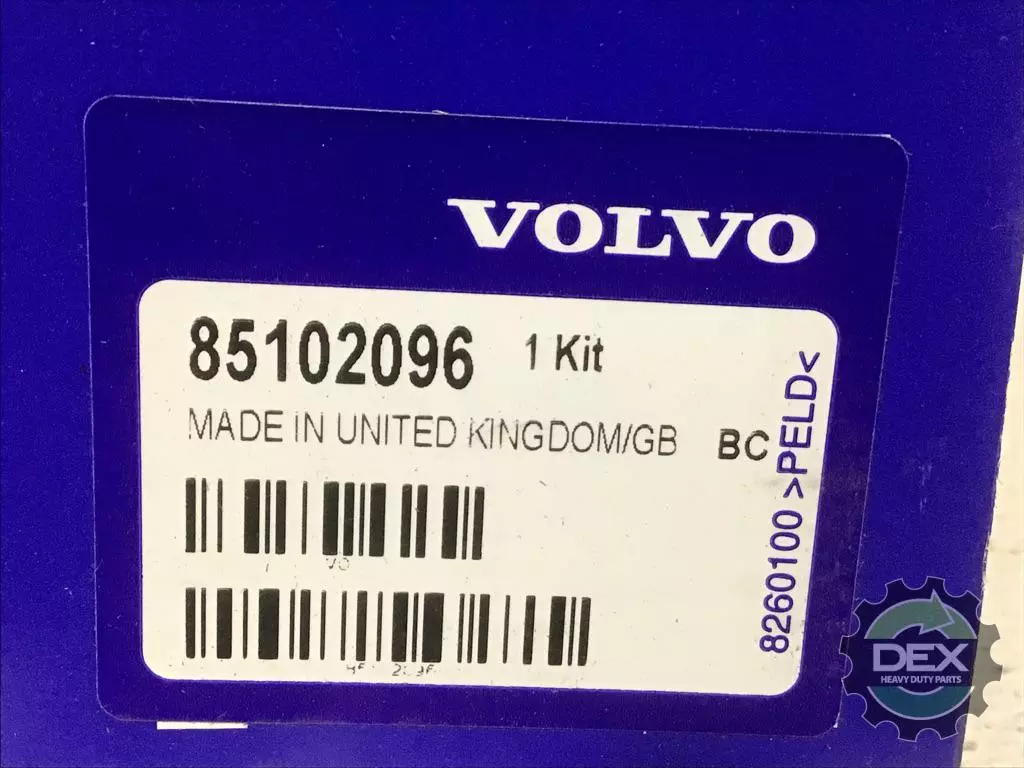 VOLVO
85102096 1 Kit
MADE IN UNITED KINGDOM/GB BC
8260100 >PELD<
DEX
HEAVY DUTY PARTS